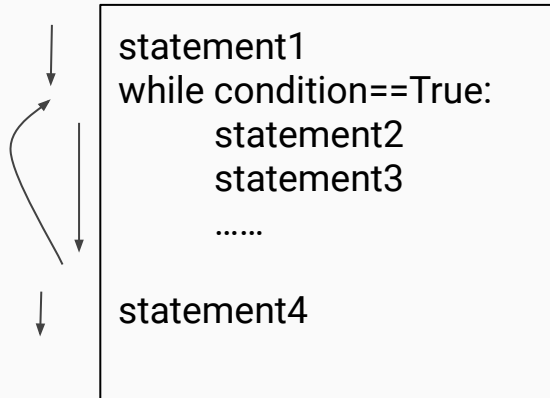 statement1
while condition==True:
statement2
statement3
......
statement4